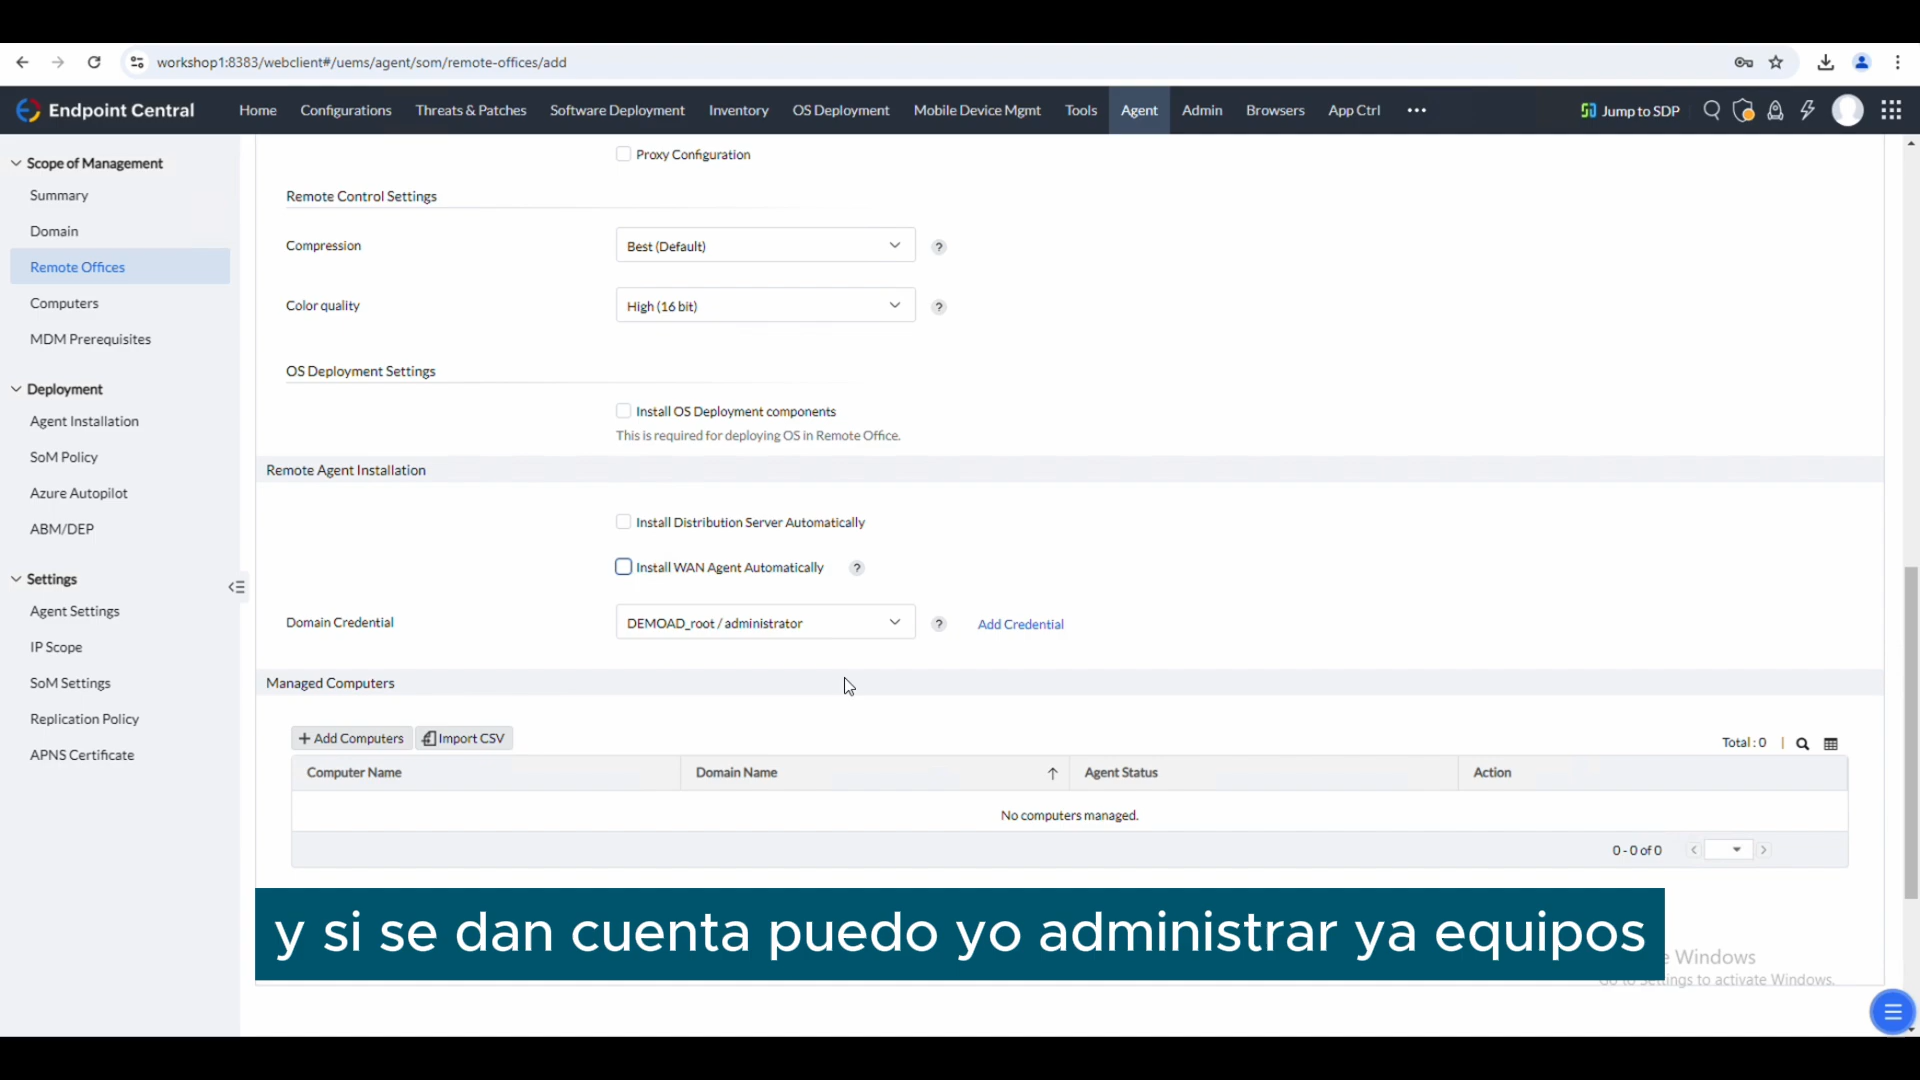 workshop1:8383/webclient#/uems/agent/som/remote-offices/add
Endpoint Central
Home
Configurations
Threats & Patches
Software Deployment
Inventory
OS Deployment
Mobile Device Mgmt
Tools
Agent
Admin
Browsers
App Ctrl
Jump to SDP
Scope of Management
Summary
Domain
Remote Offices
Computers
MDM Prerequisites
Deployment
Agent Installation
SoM Policy
Azure Autopilot
ABM/DEP
Settings
Agent Settings
IP Scope
SoM Settings
Replication Policy
APNS Certificate
Proxy Configuration
Remote Control Settings
Compression
Best (Default)
?
Color quality
High (16 bit)
?
OS Deployment Settings
Install OS Deployment components
This is required for deploying OS in Remote Office.
Remote Agent Installation
Install Distribution Server Automatically
Install WAN Agent Automatically
?
Domain Credential
DEMOAD_root / administrator
?
Add Credential
Managed Computers
+ Add Computers
Import CSV
Total : 0
Computer Name
Domain Name
Agent Status
Action
No computers managed.
0 - 0 of 0
y si se dan cuenta puedo yo administrar ya equipos
Windows
to activate Windows.